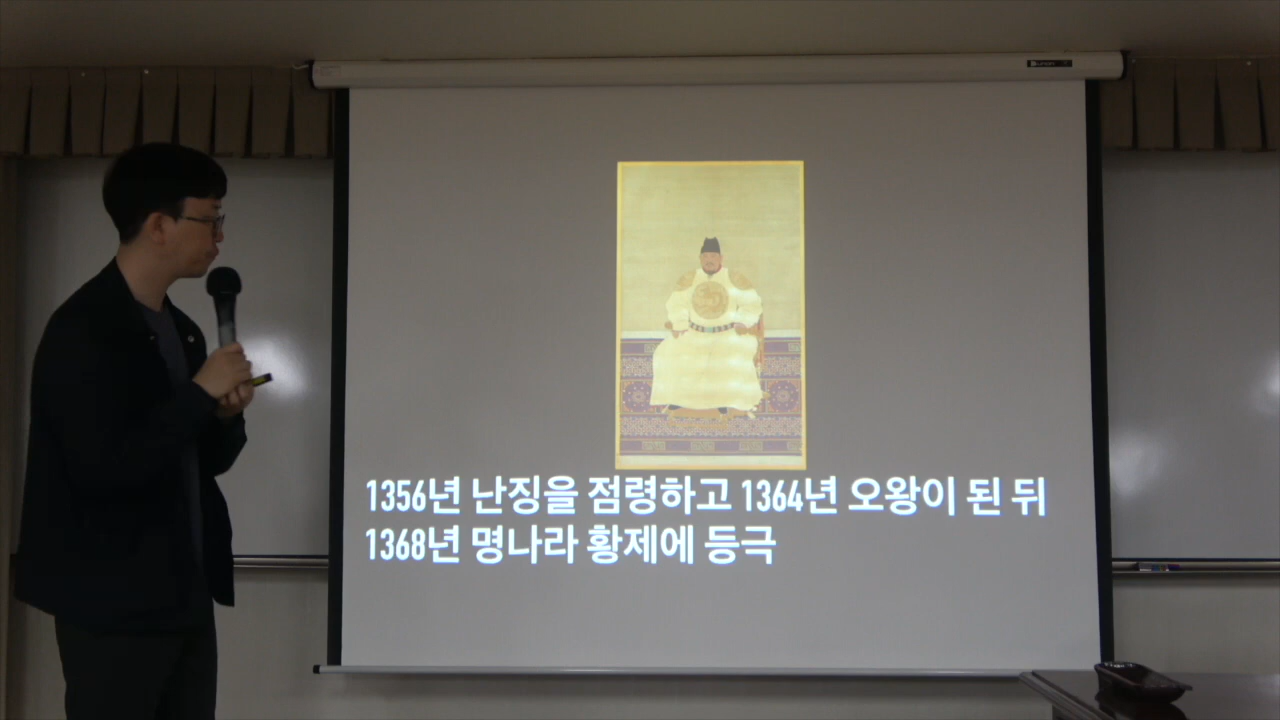 1356년 난징을 점령하고 1364년 오왕이 된 뒤
1368년 명나라 황제에 등극